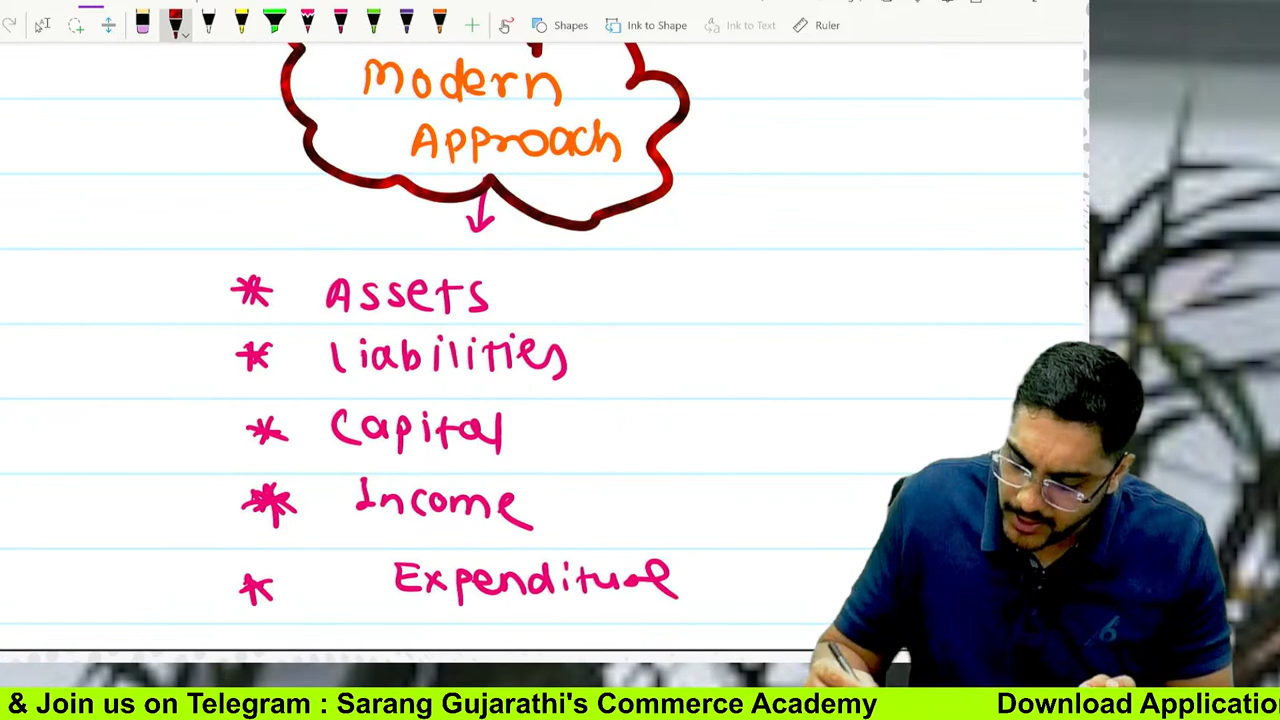 Shapes Ink to Shape Ink to Text Ruler
Modern
Approach
* Assets
* Liabilities
* Capital
* Income
* Expenditure
& Join us on Telegram : Sarang Gujarathi's Commerce Academy Download Applicatio